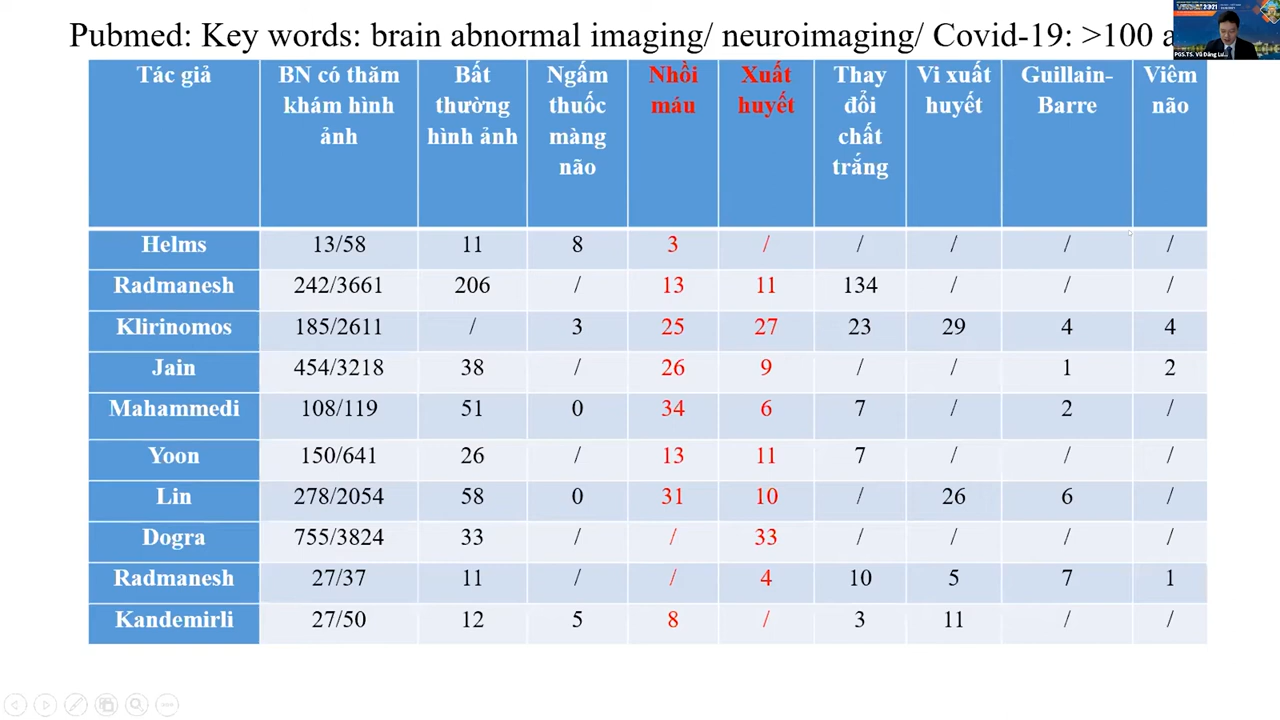 Pubmed: Key words: brain abnormal imaging/ neuroimaging/ Covid-19: >100 a
PGS.TS. Vũ Đăng Lư...
Tác giả
BN có thăm
khám hình
ảnh
Bất
thường
hình ảnh
Ngấm
thuốc
màng
não
Nhồi
máu
Xuất
huyết
Thay
đổi
chất
trắng
Vi xuất
huyết
Guillain-
Barre
Viêm
não
Helms 13/58 11 8 3 / / / / /
Radmanesh 242/3661 206 / 13 11 134 / / /
Klirinomos 185/2611 / 3 25 27 23 29 4 4
Jain 454/3218 38 / 26 9 / / 1 2
Mahammedi 108/119 51 0 34 6 7 / 2 /
Yoon 150/641 26 / 13 11 7 / / /
Lin 278/2054 58 0 31 10 / 26 6 /
Dogra 755/3824 33 / / 33 / / / /
Radmanesh 27/37 11 / / 4 10 5 7 1
Kandemirli 27/50 12 5 8 / 3 11 / /